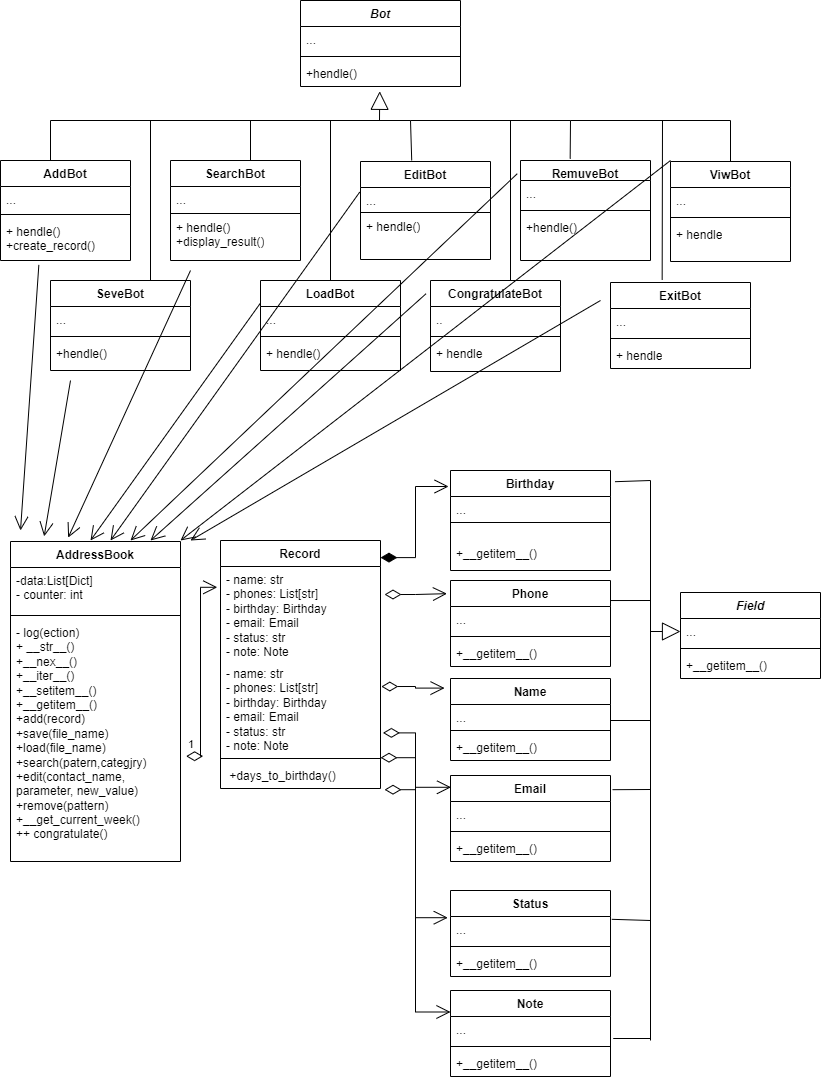 Bot
...
+hendle()
AddBot
...
+ hendle()
+create_record()
SearchBot
...
+ hendle()
+display_result()
EditBot
...
+ hendle()
RemuveBot
...
+hendle()
ViwBot
...
+ hendle
SeveBot
...
+hendle()
LoadBot
...
+ hendle()
CongratulateBot
..
+ hendle
ExitBot
...
+ hendle
AddressBook
-data:List[Dict]
- counter: int
- log(ection)
+ __str__()
+__nex__()
+__iter__()
+__setitem__()
+__getitem__()
+add(record)
+save(file_name)
+load(file_name)
+search(patern,categjry)
+edit(contact_name,
parameter, new_value)
+remove(pattern)
+__get_current_week()
++ congratulate()
1
Record
- name: str
- phones: List[str]
- birthday: Birthday
- email: Email
- status: str
- note: Note
- name: str
- phones: List[str]
- birthday: Birthday
- email: Email
- status: str
- note: Note
+days_to_birthday()
Birthday
...
+__getitem__()
Phone
...
+__getitem__()
Name
...
+__getitem__()
Email
...
+__getitem__()
Status
...
+__getitem__()
Note
...
+__getitem__()
Field
...
+__getitem__()